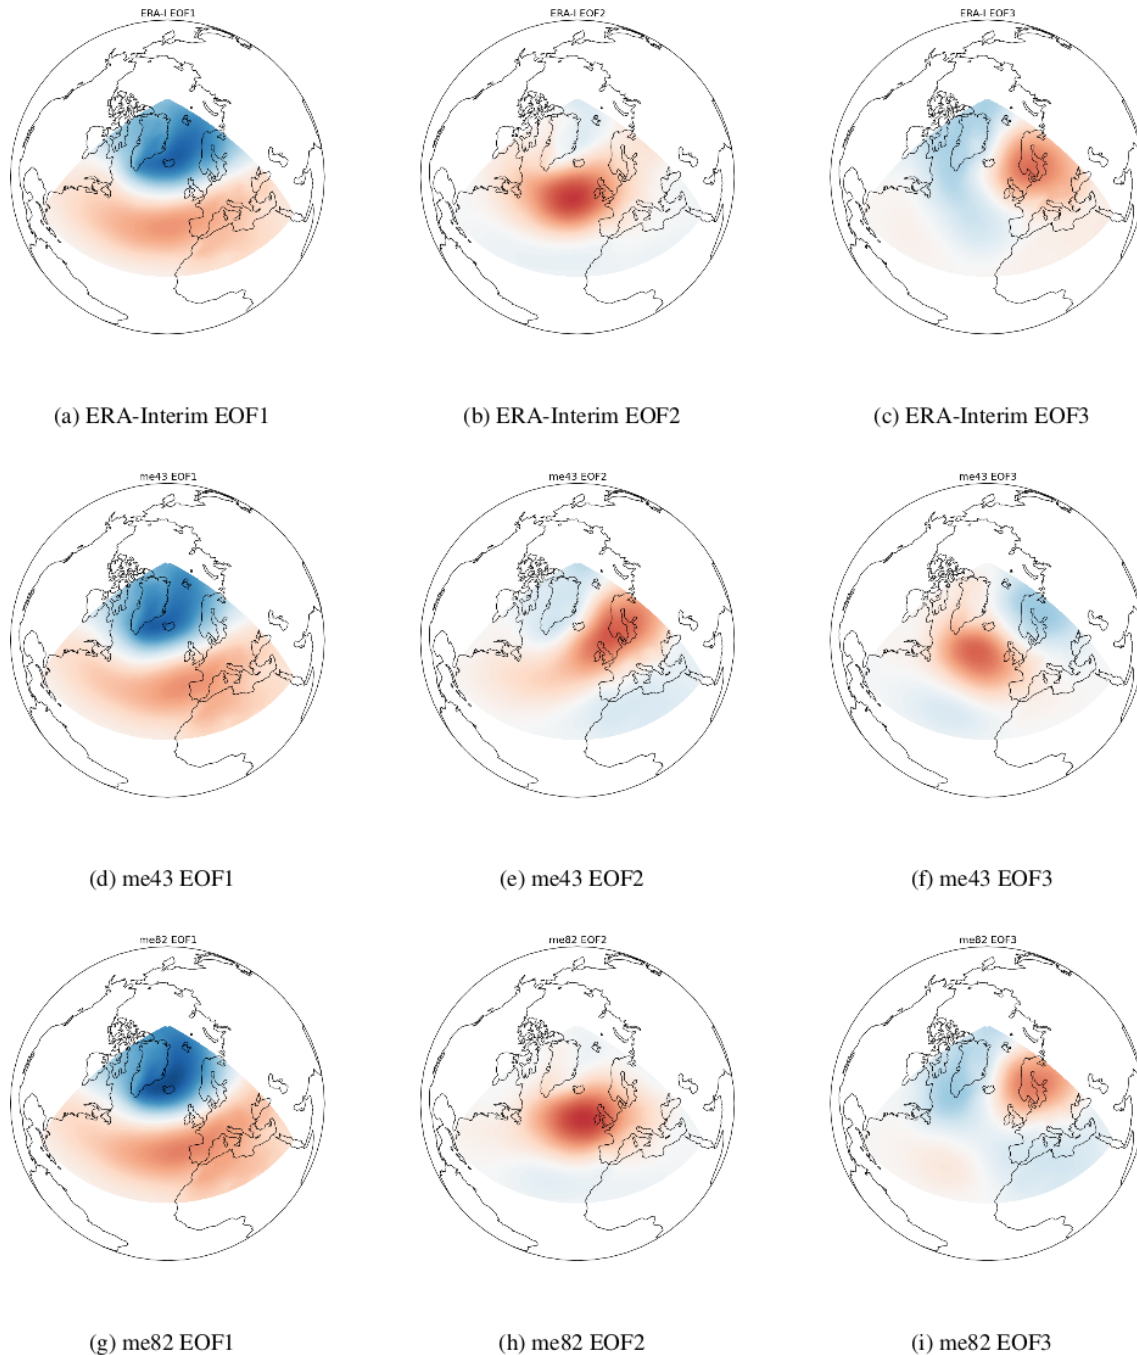 ERA-I EOF1
ERA-I EOF2
ERA-I EOF3
(a) ERA-Interim EOF1
(b) ERA-Interim EOF2
(c) ERA-Interim EOF3
me43 EOF1
me43 EOF2
me43 EOF3
(d) me43 EOF1
(e) me43 EOF2
(f) me43 EOF3
me82 EOF1
me82 EOF2
me82 EOF3
(g) me82 EOF1
(h) me82 EOF2
(i) me82 EOF3